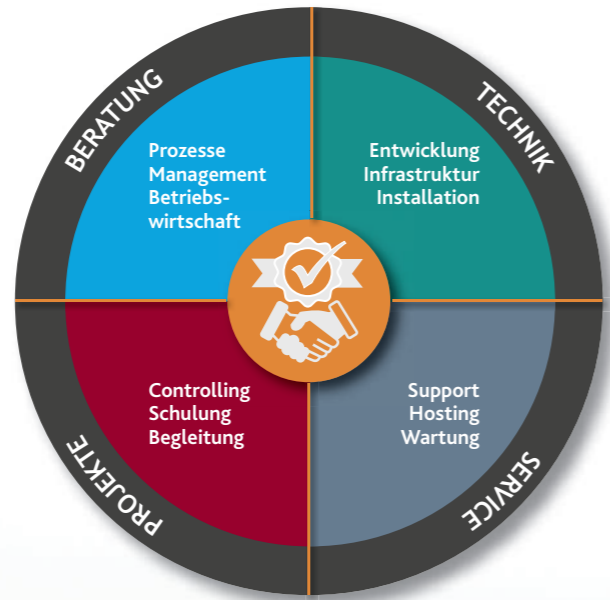 BERATUNG
Prozesse
Management
Betriebs-
wirtschaft
TECHNIK
Entwicklung
Infrastruktur
Installation
PROJEKTE
Controlling
Schulung
Begleitung
SERVICE
Support
Hosting
Wartung